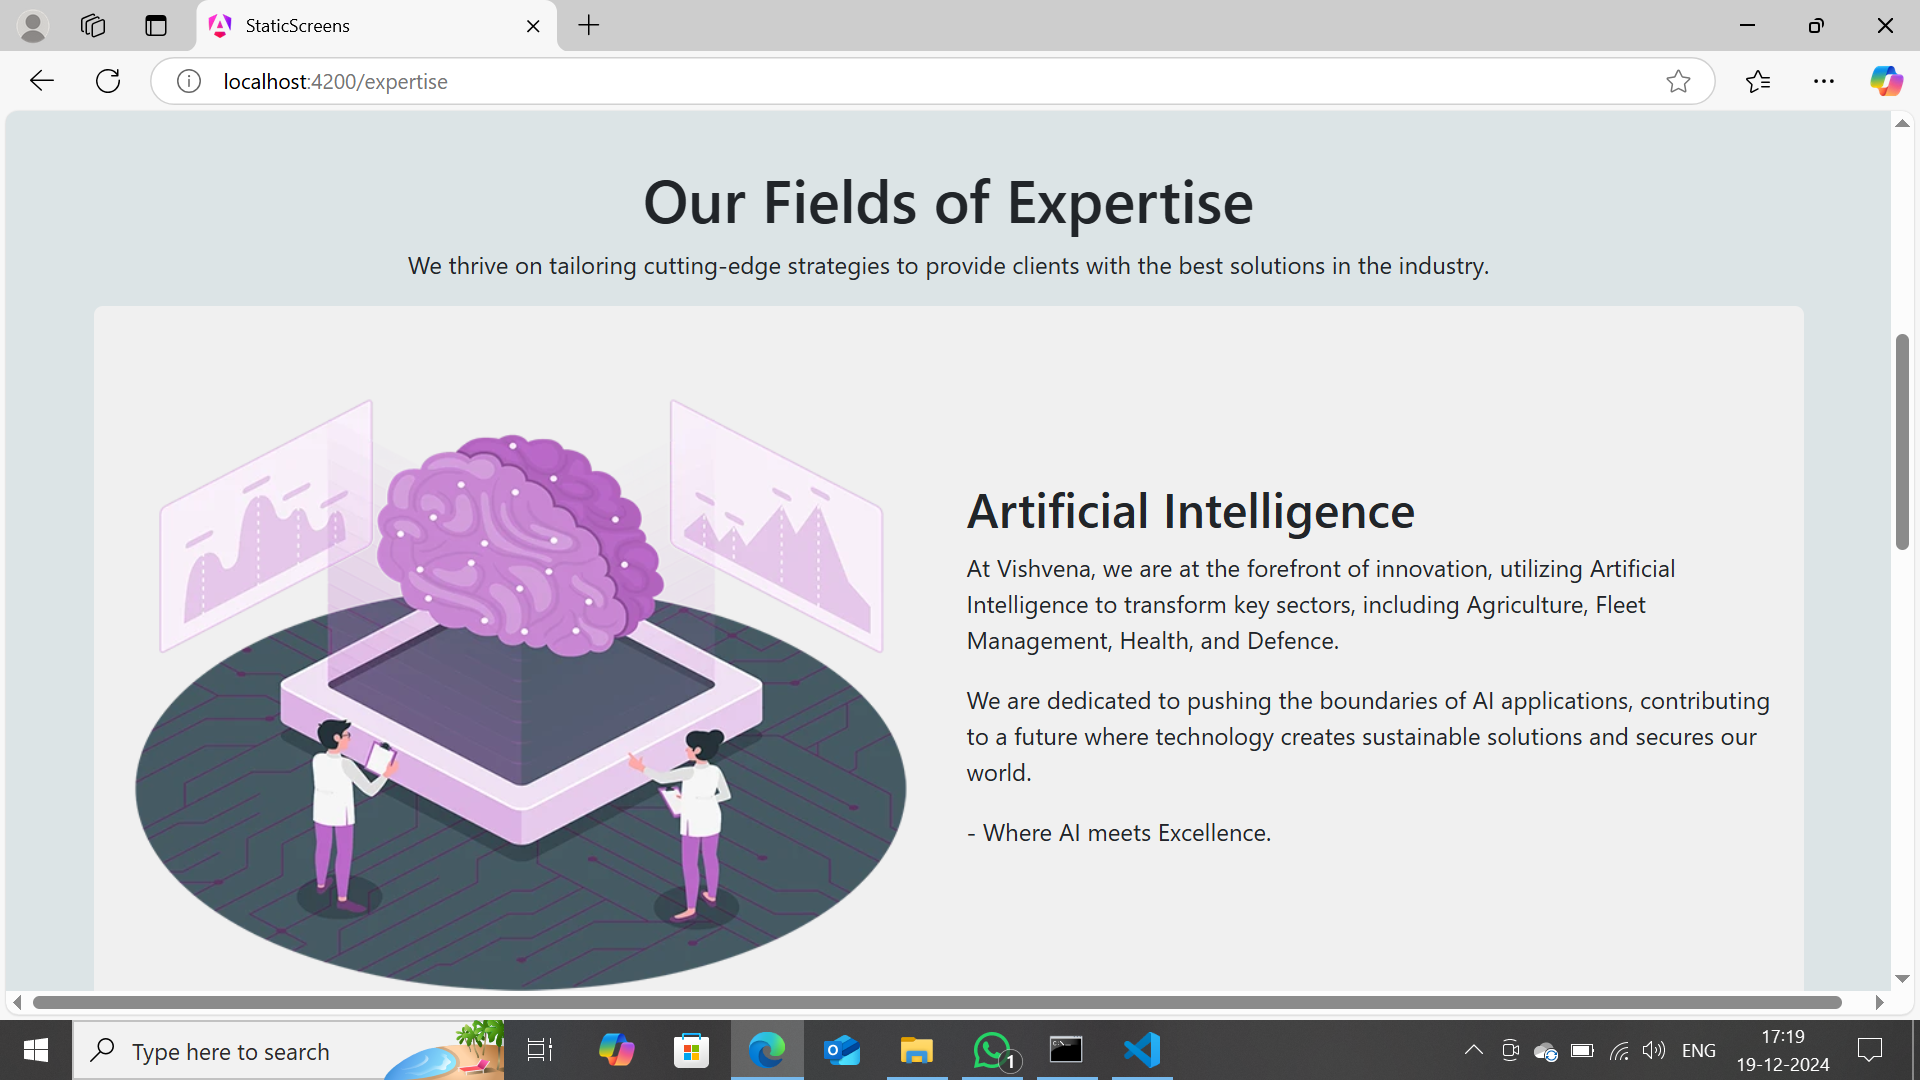 StaticScreens
localhost:4200/expertise
Our Fields of Expertise
We thrive on tailoring cutting-edge strategies to provide clients with the best solutions in the industry.
Artificial Intelligence
At Vishvena, we are at the forefront of innovation, utilizing Artificial
Intelligence to transform key sectors, including Agriculture, Fleet
Management, Health, and Defence.
We are dedicated to pushing the boundaries of AI applications, contributing
to a future where technology creates sustainable solutions and secures our
world.
- Where AI meets Excellence.
Type here to search
1
ENG
17:19
19-12-2024